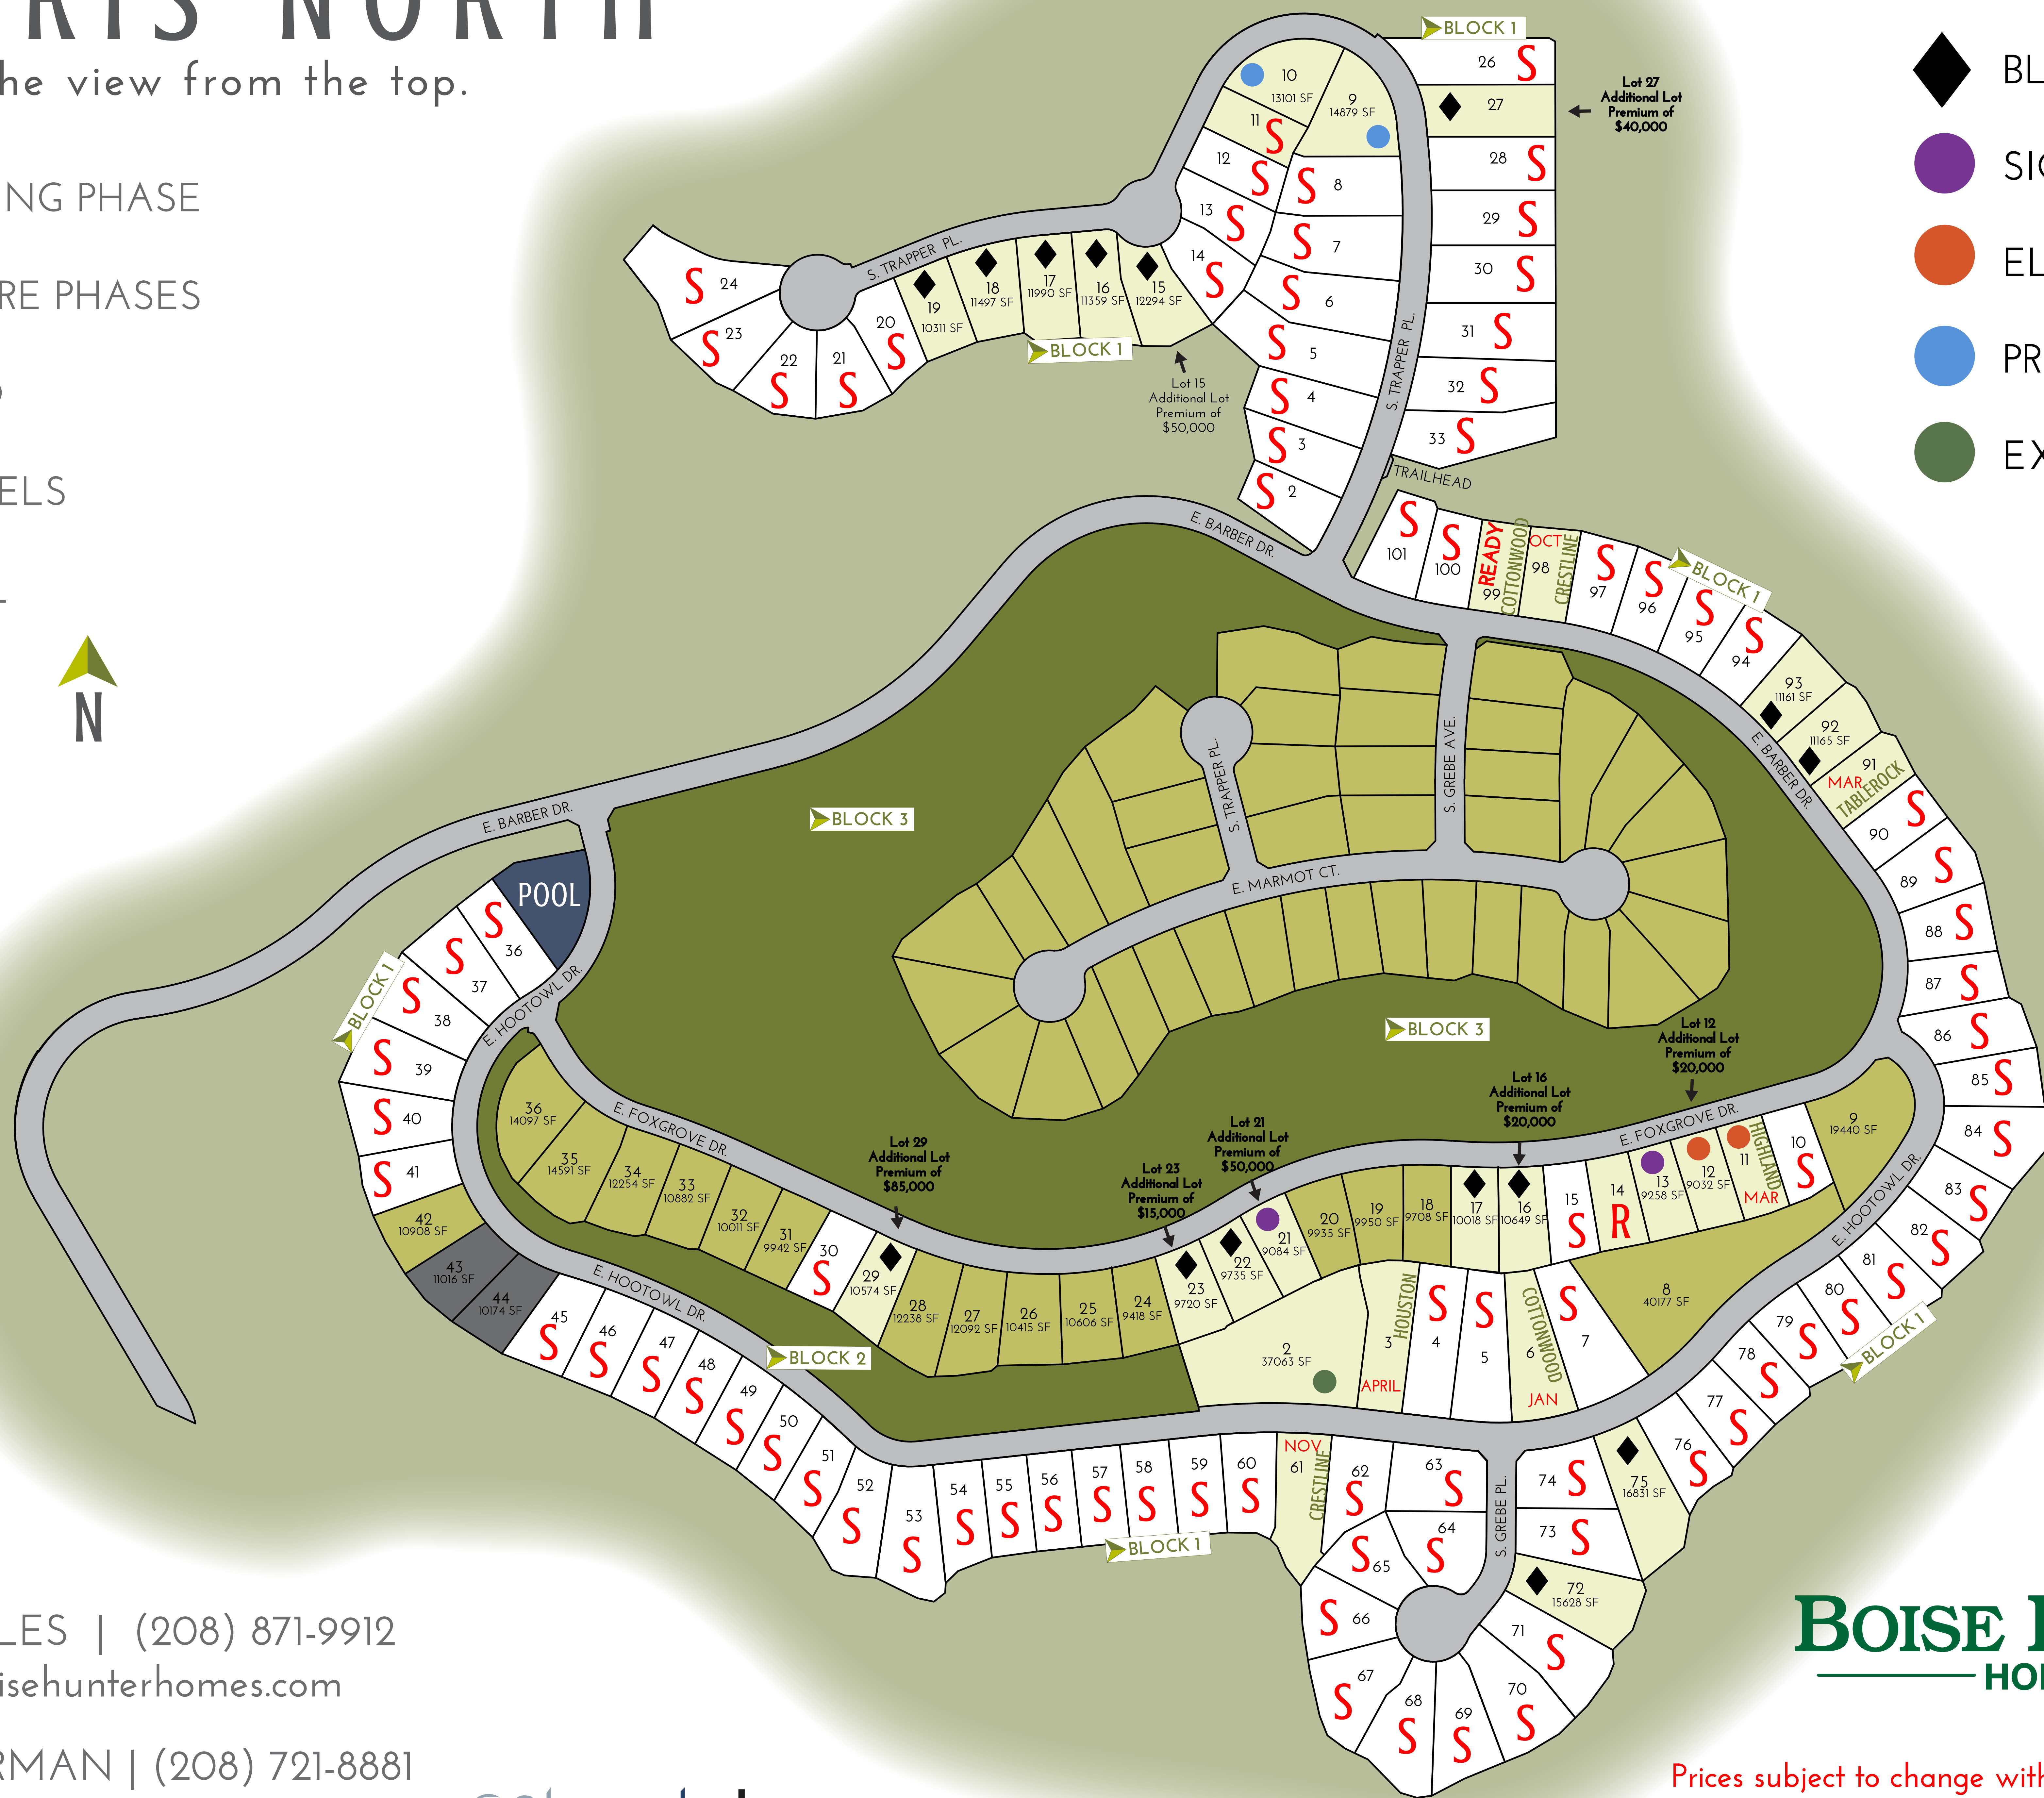 RIS NORTH
he view from the top.
NG PHASE
RE PHASES
ELS
N
BLOCK 1
26 S
27
Lot 27
Additional Lot
Premium of
$40,000
28 S
29 S
30 S
31 S
32 S
33 S
10
13101 SF
9
14879 SF
11 S
12 S
13 S
14 S
8 S
7 S
6 S
5 S
4 S
3 S
2 S
S. TRAPPER PL.
S. TRAPPER PL.
24 S
23 S
22 S
21 S
20 S
19
10311 SF
18
11497 SF
17
11990 SF
16
11359 SF
15
12294 SF
BLOCK 1
Lot 15
Additional Lot
Premium of
$50,000
TRAILHEAD
E. BARBER DR.
101 S
100 S
READY
99
COTTONWOOD
OCT
98
CRESTLINE
97 S
96 S
95 S
94 S
BLOCK 1
93
11161 SF
92
11165 SF
91
MAR
TABLEROCK
E. BARBER DR.
90 S
89 S
88 S
87 S
86 S
85 S
84 S
83 S
82 S
81 S
80 S
79 S
78 S
77 S
76 S
BLOCK 1
S. TRAPPER PL.
S. GREBE AVE.
E. MARMOT CT.
BLOCK 3
BLOCK 3
E. BARBER DR.
POOL
36 S
37 S
38 S
39 S
40 S
41 S
BLOCK 1
E. HOOTOWL DR.
42
10908 SF
43
11016 SF
44
10174 SF
36
14097 SF
35
14591 SF
34
12254 SF
33
10882 SF
32
10011 SF
31
9942 SF
30 S
29
10574 SF
28
12238 SF
27
12092 SF
26
10415 SF
25
10606 SF
24
9418 SF
23
9720 SF
22
9735 SF
21
9084 SF
20
9935 SF
19
9950 SF
18
9708 SF
17
10018 SF
16
10649 SF
15 S
14 R
13
9258 SF
12
9032 SF
11
HIGHLAND
MAR
10 S
9
19440 SF
8
40177 SF
E. FOXGROVE DR.
E. FOXGROVE DR.
Lot 29
Additional Lot
Premium of
$85,000
Lot 23
Additional Lot
Premium of
$15,000
Lot 21
Additional Lot
Premium of
$50,000
Lot 16
Additional Lot
Premium of
$20,000
Lot 12
Additional Lot
Premium of
$20,000
2
37063 SF
3
HOUSTON
APRIL
4 S
5 S
6
COTTONWOOD
JAN
7 S
E. HOOTOWL DR.
E. HOOTOWL DR.
BLOCK 2
45 S
46 S
47 S
48 S
49 S
50 S
51 S
52 S
53 S
54 S
55 S
56 S
57 S
58 S
59 S
60 S
NOV
61
CRESTLINE
BLOCK 1
62 S
63 S
64 S
65 S
66 S
67 S
68 S
69 S
70 S
71 S
72
15628 SF
73 S
74 S
75
16831 SF
S. GREBE PL.
BL
SI
EL
PR
EX
LES | (208) 871-9912
isehunterhomes.com
RMAN | (208) 721-8881
BOISE
HO
Prices subject to change with